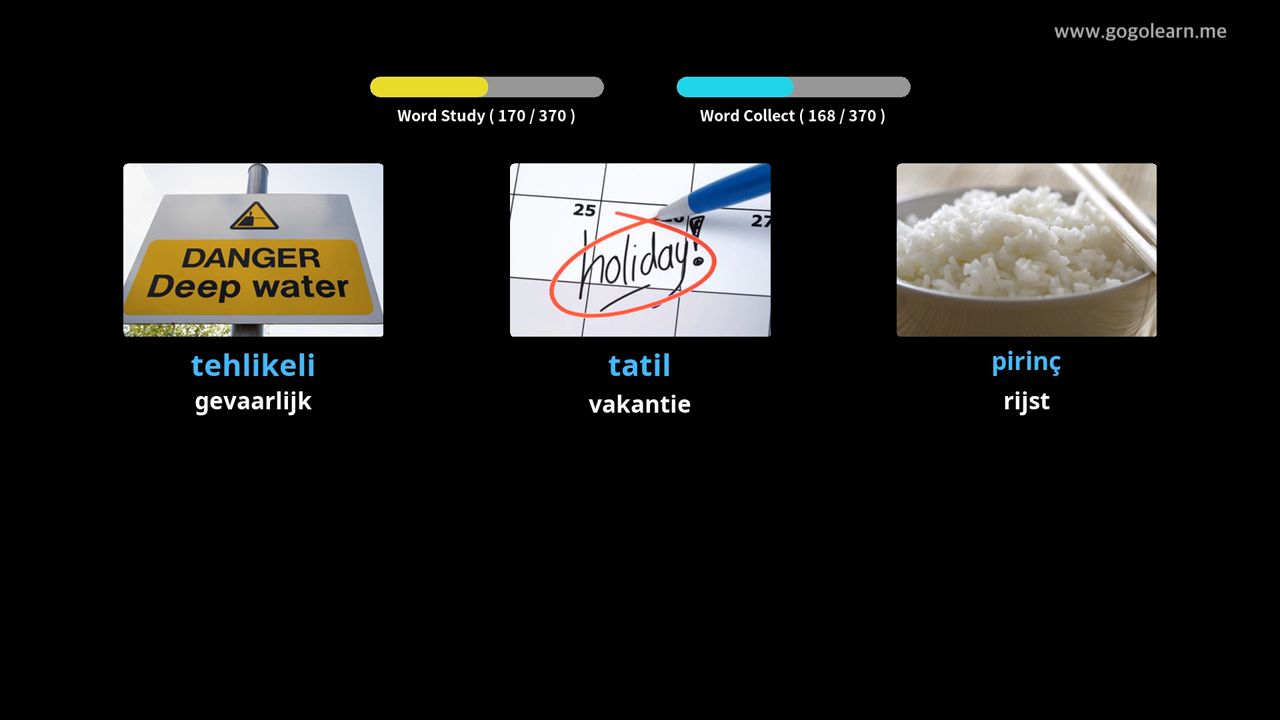 www.gogolearn.me
Word Study ( 170 / 370 )
Word Collect ( 168 / 370 )
DANGER
Deep water
25
27
holiday!
tehlikeli
gevaarlijk
tatil
vakantie
pirinç
rijst